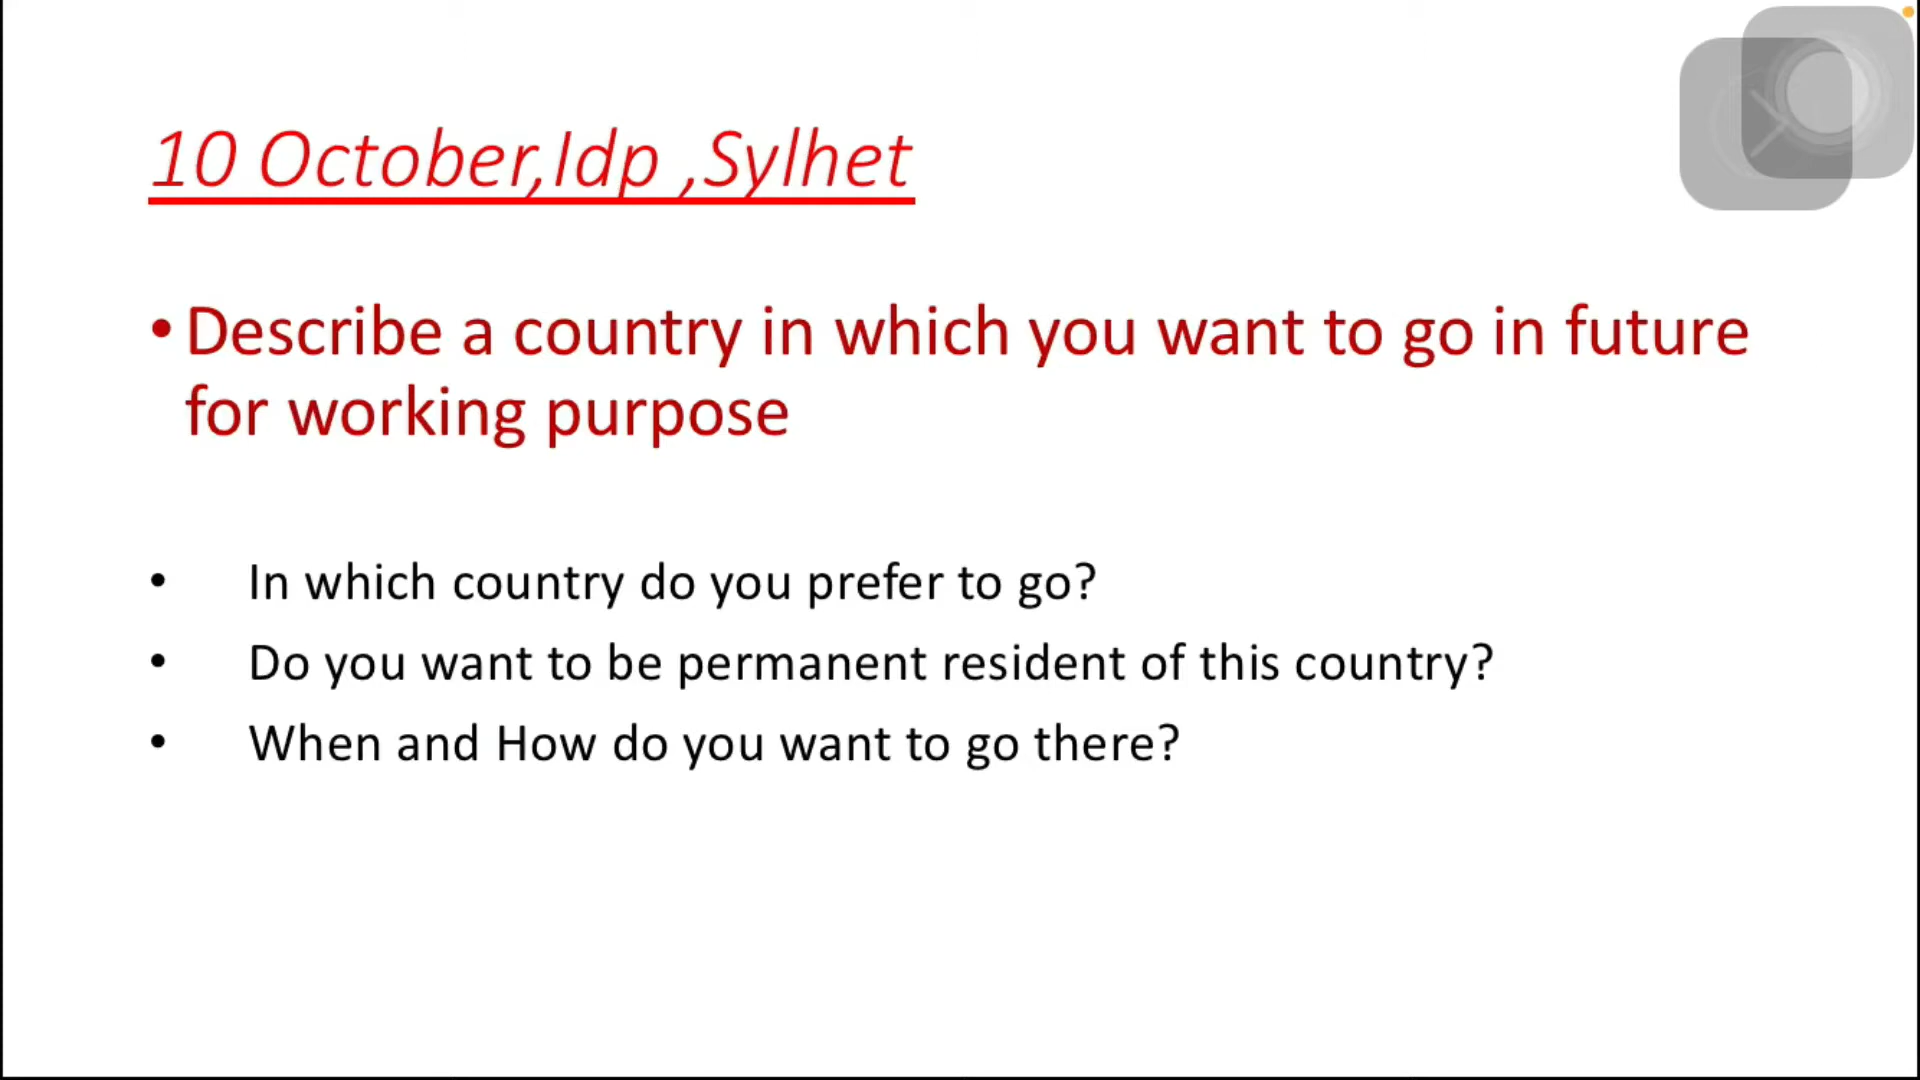 10 October,Idp ,Sylhet
• Describe a country in which you want to go in future
for working purpose
• In which country do you prefer to go?
• Do you want to be permanent resident of this country?
• When and How do you want to go there?